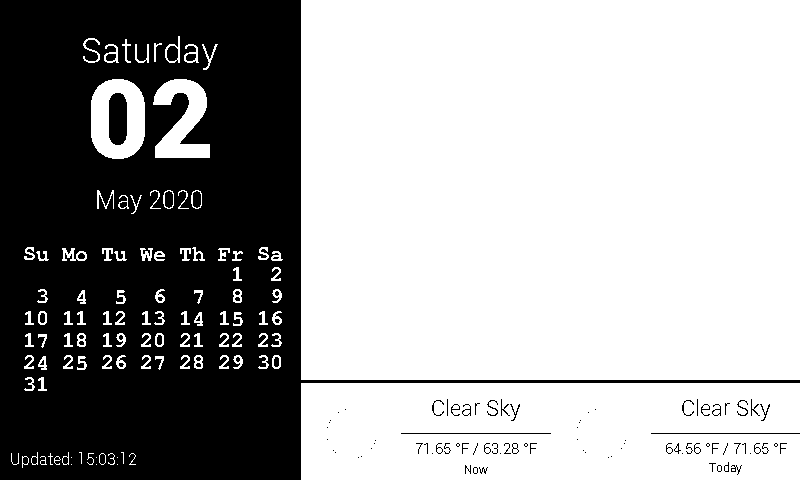 Saturday
02
May 2020
Su Mo Tu We Th Fr Sa
1 2
3 4 5 6 7 8 9
10 11 12 13 14 15 16
17 18 19 20 21 22 23
24 25 26 27 28 29 30
31
Updated: 15:03:12
Clear Sky
71.65 °F / 63.28 °F
Now
Clear Sky
64.56 °F / 71.65 °F
Today